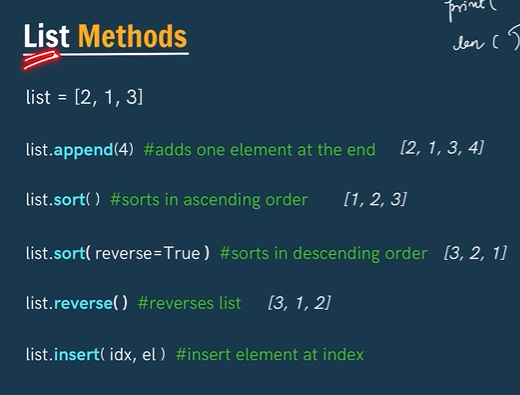 print(
len ( )
List Methods
list = [2, 1, 3]
list.append(4) #adds one element at the end [2, 1, 3, 4]
list.sort( ) #sorts in ascending order [1, 2, 3]
list.sort( reverse=True ) #sorts in descending order [3, 2, 1]
list.reverse( ) #reverses list [3, 1, 2]
list.insert( idx, el ) #insert element at index